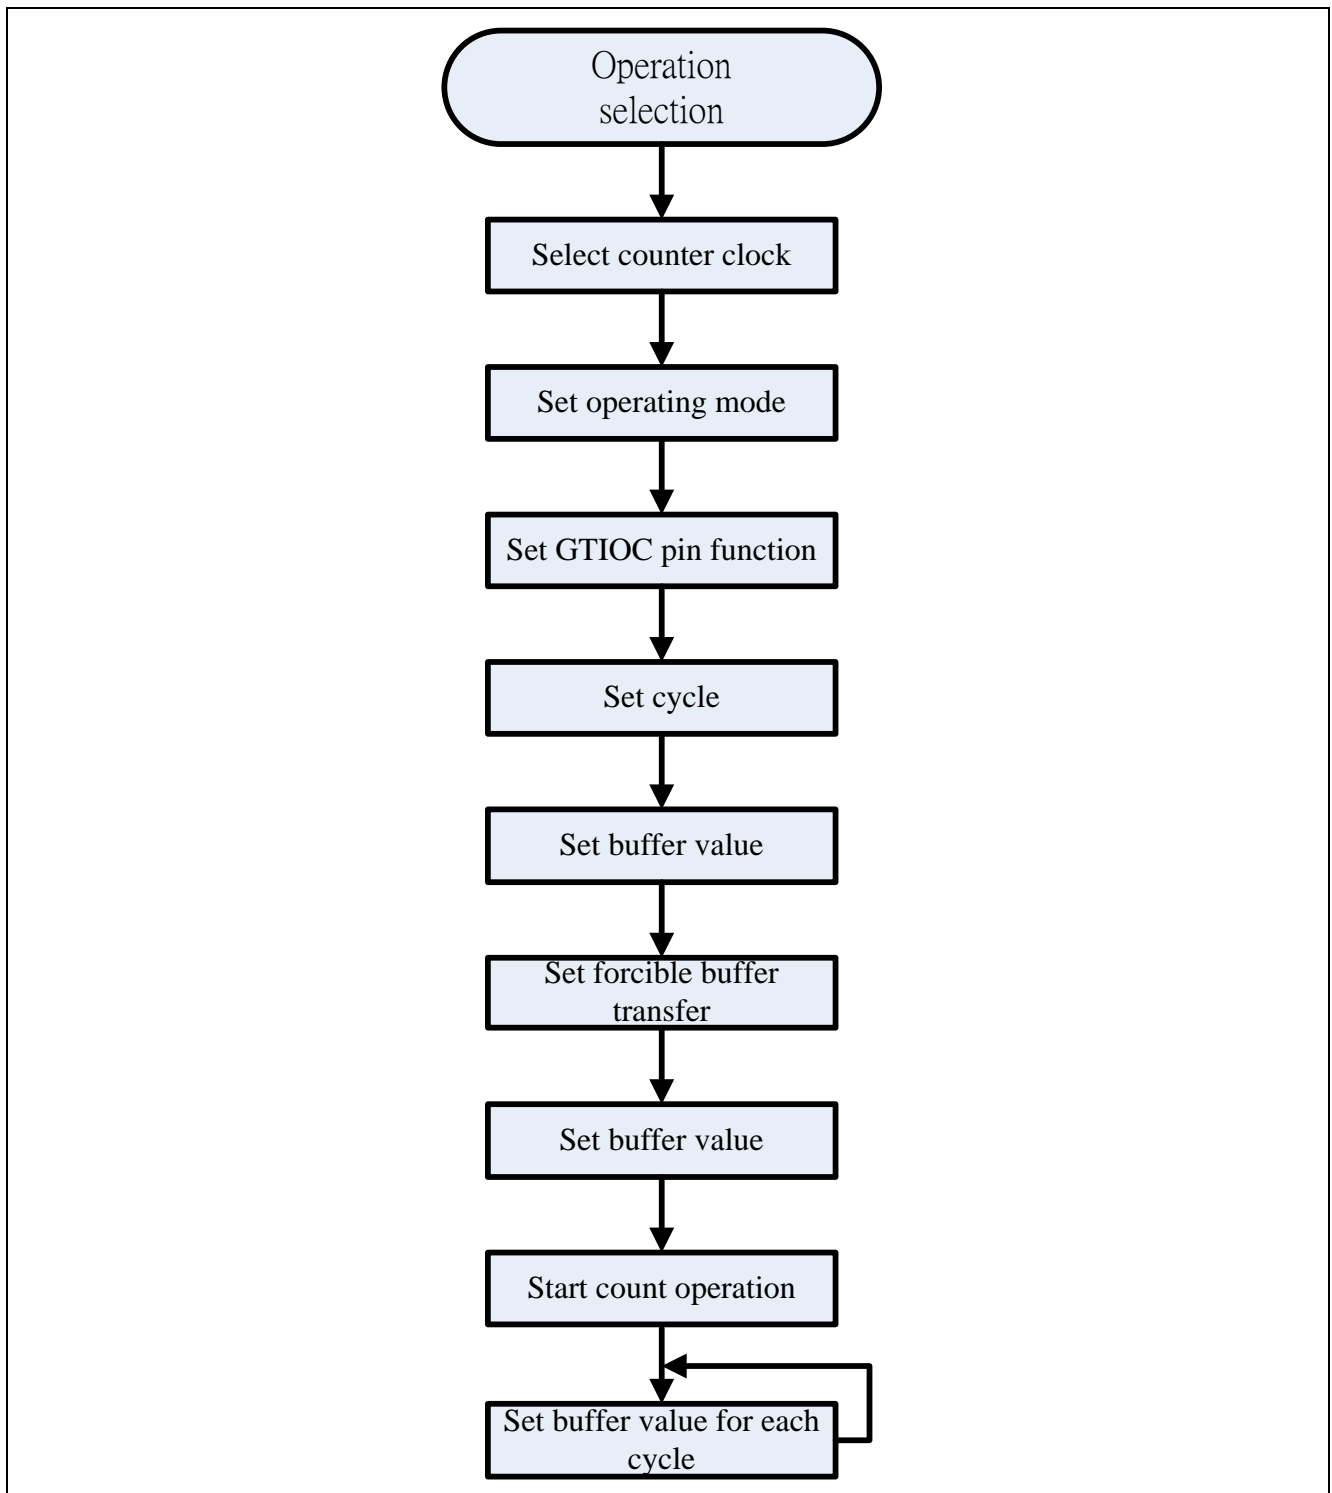 Operation
selection
Select counter clock
Set operating mode
Set GTIOC pin function
Set cycle
Set buffer value
Set forcible buffer
transfer
Set buffer value
Start count operation
Set buffer value for each
cycle